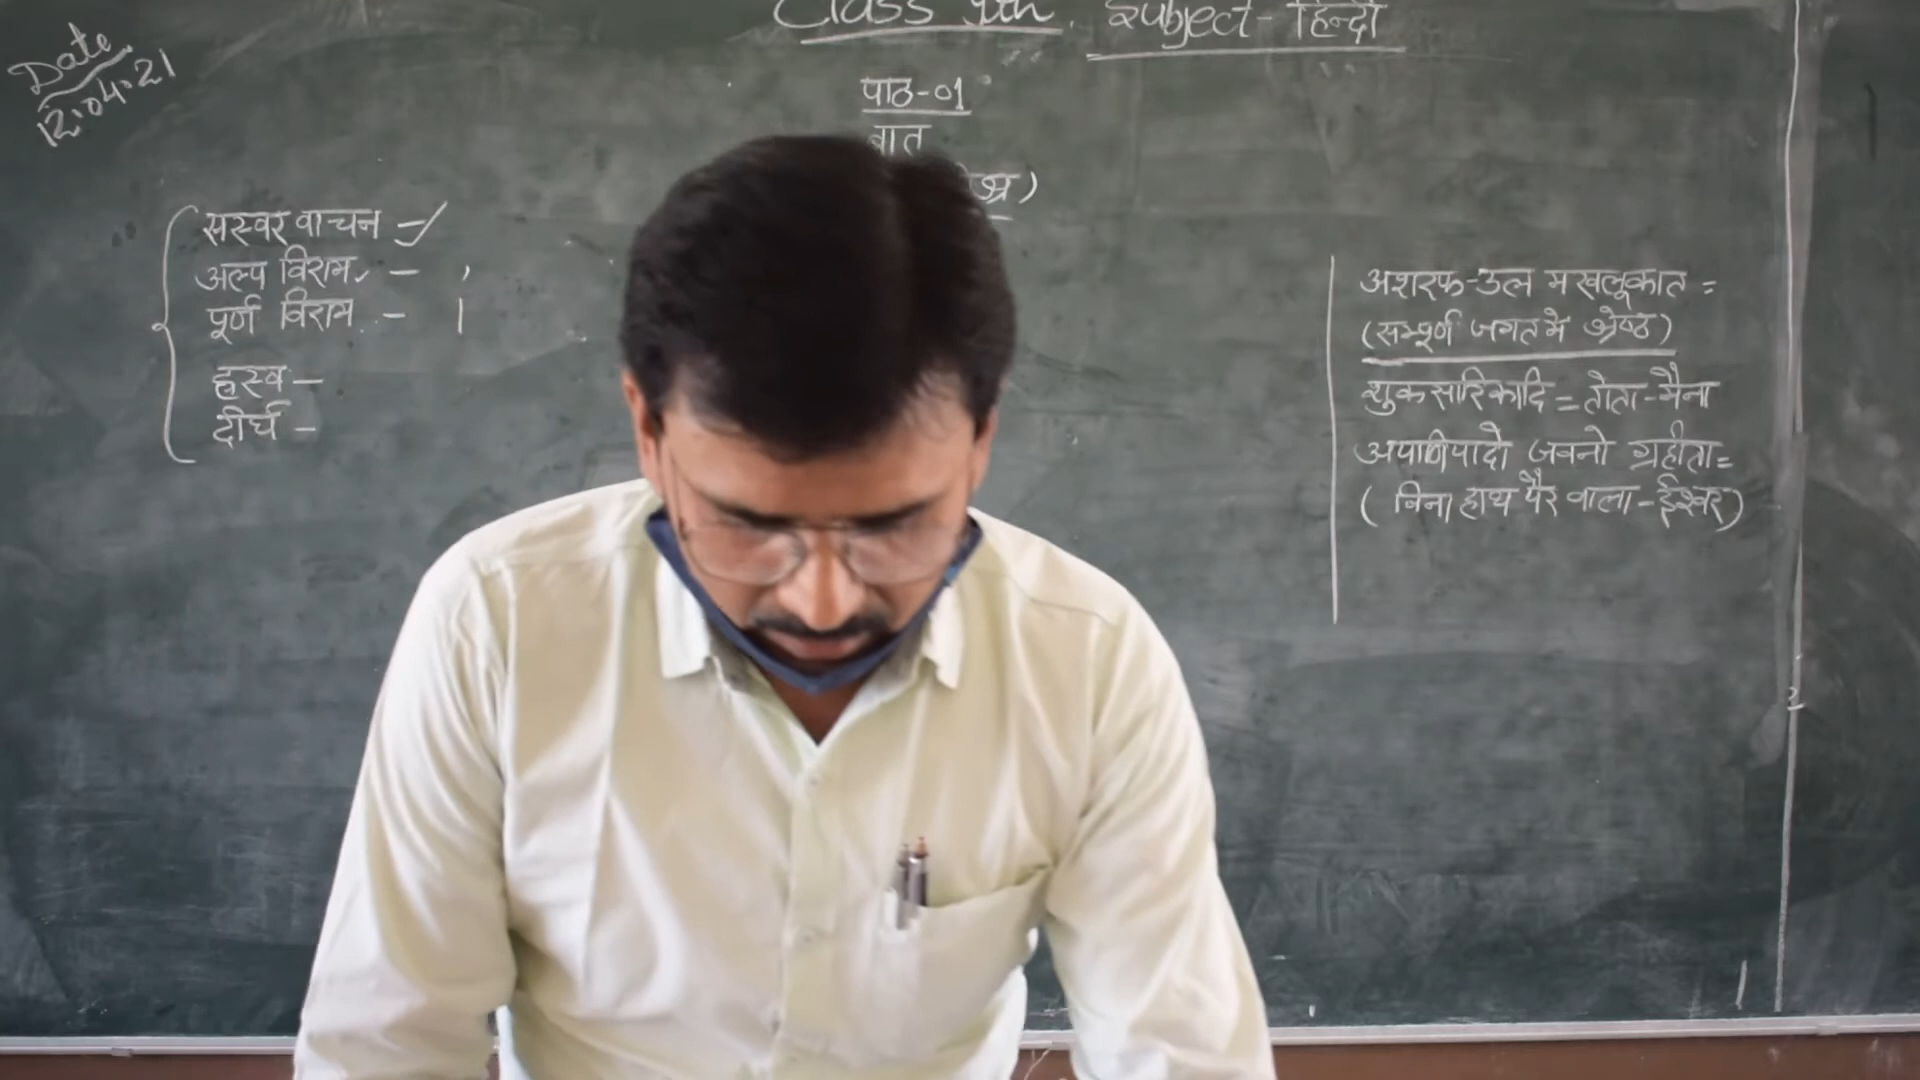 Date
12.04.21
Class 9th. Subject - हिन्दी
पाठ-01
बात
सस्वर वाचन -
अल्प विराम - ,
पूर्ण विराम - ।
ह्रस्व -
दीर्घ -
अशरफ-उल मखलूकात =
(सम्पूर्ण जगत में श्रेष्ठ)
शुकसारिकादि = तोता-मैना
अपाणिपादो जवनो ग्रहीता =
( बिना हाथ पैर वाला - ईश्वर)